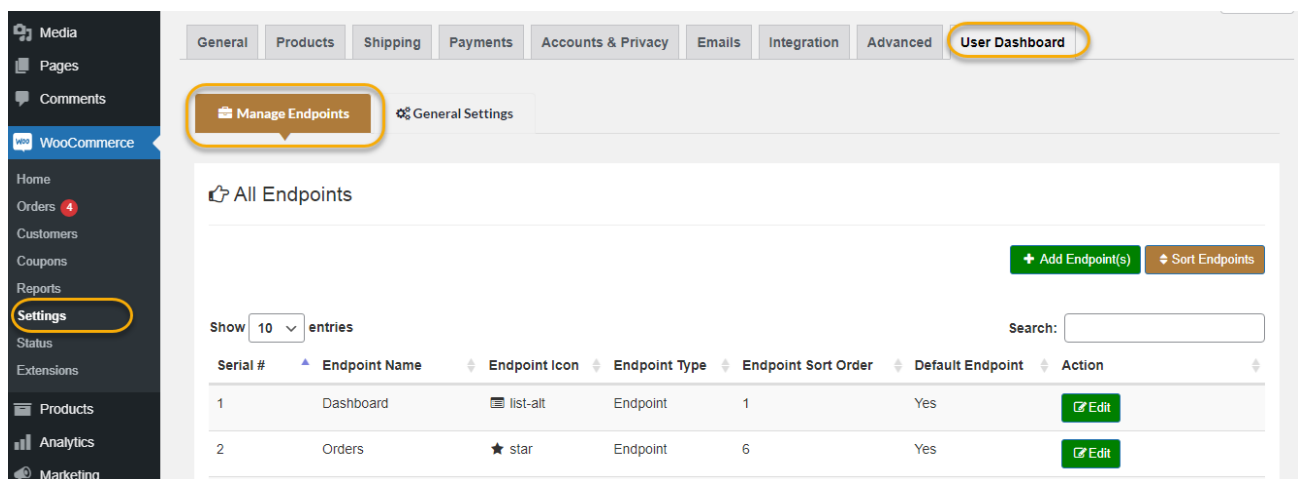 Media
Pages
Comments
woo WooCommerce
Home
Orders 4
Customers
Coupons
Reports
Settings
Status
Extensions
Products
Analytics
Marketing
General Products Shipping Payments Accounts & Privacy Emails Integration Advanced User Dashboard
Manage Endpoints General Settings
All Endpoints
Add Endpoint(s) Sort Endpoints
Show 10 entries Search:
Serial # Endpoint Name Endpoint Icon Endpoint Type Endpoint Sort Order Default Endpoint Action
1 Dashboard list-alt Endpoint 1 Yes Edit
2 Orders star Endpoint 6 Yes Edit